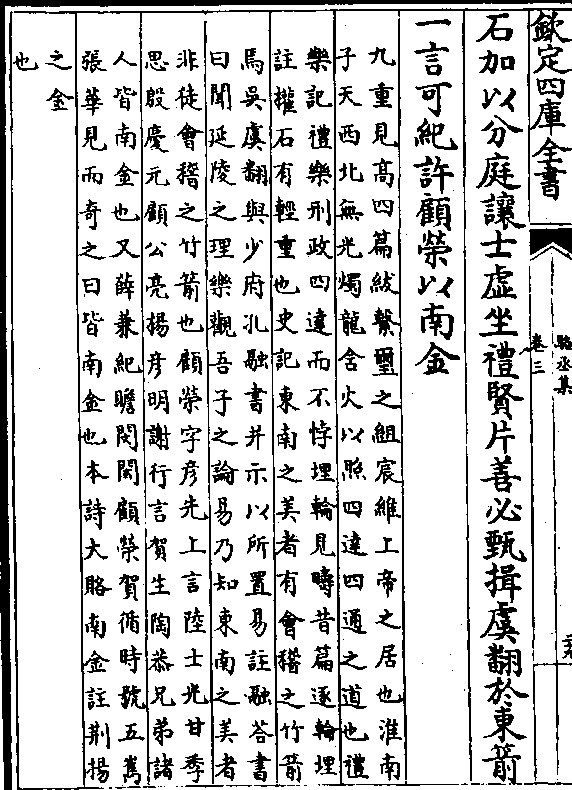 欽定四庫全書
駱丞集
卷三
石加以分庭讓士虛坐禮賢片善必甄揖虞翻於東箭
一言可紀許顧榮以南金
九重見髙四篇紱繫璽之組宸維上帝之居也淮南
子天西北無光燭龍含火以照四達四通之道也禮
樂記禮樂刑政四達而不悖埋輪見疇昔篇逐輪埋
註權石有輕重也史記東南之美者有會稽之竹箭
馬吳虞翻與少府孔融書并示以所置易註融答書
曰聞延陵之理樂觀吾子之論易乃知東南之美者
非徒會稽之竹箭也顧榮字彦先上言陸士光甘季
思殷慶元顧公亮揚彦明謝行言賀生陶恭兄弟諸
人皆南金也又薛兼紀瞻閔閎顧榮賀循時號五嶲
張華見而奇之曰皆南金也本詩大賂南金註荆揚
之金
也